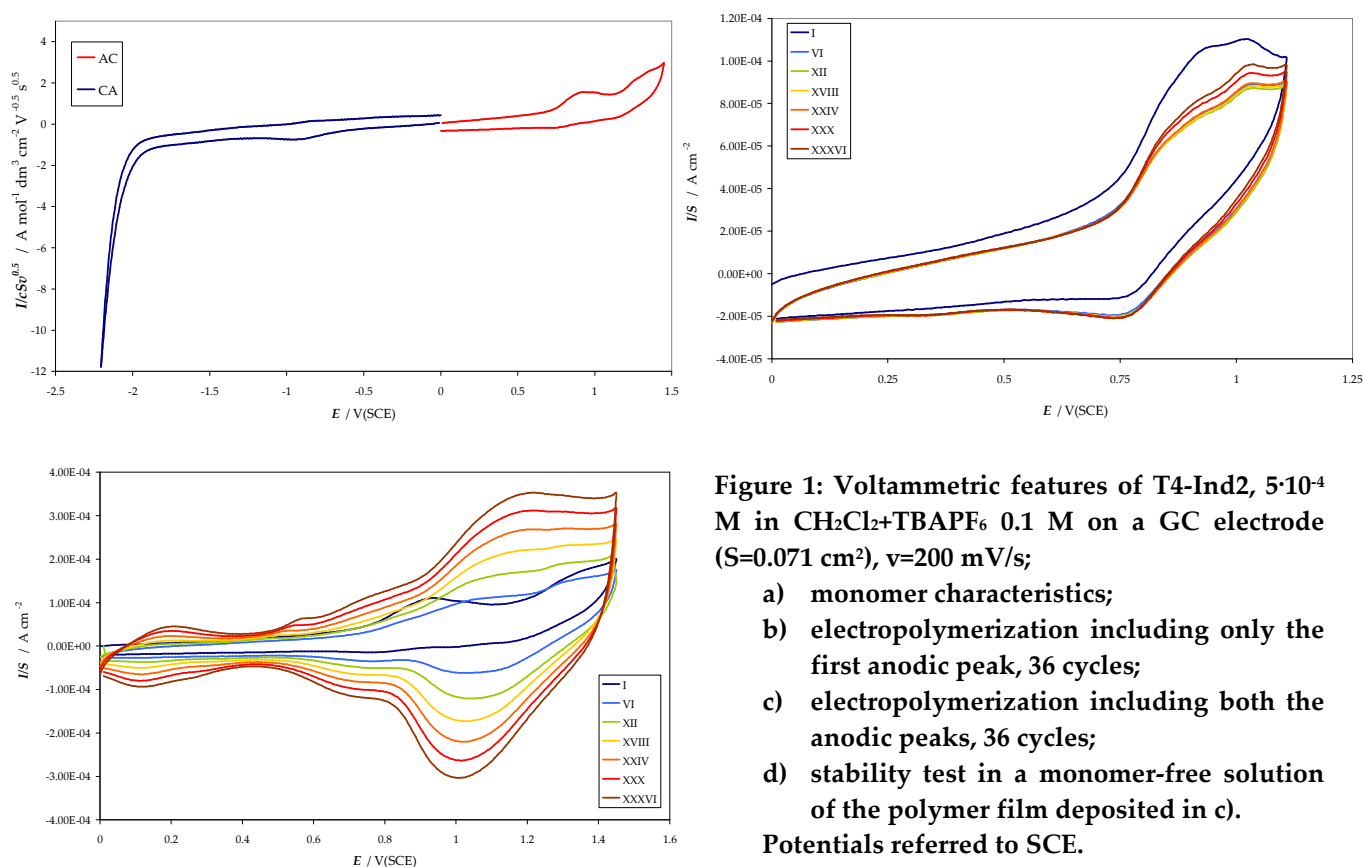 AC
CA
I/cSv^0.5 / A mol^-1 dm^3 cm^-2 V^-0.5 s^0.5
4
2
0
-2
-4
-6
-8
-10
-12
-2.5 -2 -1.5 -1 -0.5 0 0.5 1 1.5
E / V(SCE)
I
VI
XII
XVIII
XXIV
XXX
XXXVI
I/S / A cm^-2
1.20E-04
1.00E-04
8.00E-05
6.00E-05
4.00E-05
2.00E-05
0.00E+00
-2.00E-05
-4.00E-05
0 0.25 0.5 0.75 1 1.25
E / V(SCE)
I/S / A cm^-2
4.00E-04
3.00E-04
2.00E-04
1.00E-04
0.00E+00
-1.00E-04
-2.00E-04
-3.00E-04
-4.00E-04
I
VI
XII
XVIII
XXIV
XXX
XXXVI
0 0.2 0.4 0.6 0.8 1 1.2 1.4 1.6
E / V(SCE)
Figure 1: Voltammetric features of T4-Ind2, 5·10^-4
M in CH₂Cl₂+TBAPF₆ 0.1 M on a GC electrode
(S=0.071 cm²), v=200 mV/s;
a) monomer characteristics;
b) electropolymerization including only the
first anodic peak, 36 cycles;
c) electropolymerization including both the
anodic peaks, 36 cycles;
d) stability test in a monomer-free solution
of the polymer film deposited in c).
Potentials referred to SCE.